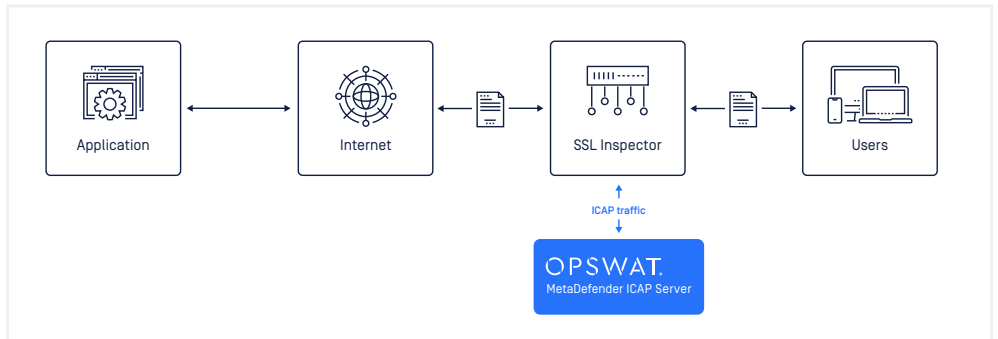 Application
Internet
SSL Inspector
Users
ICAP traffic
OPSWAT.
MetaDefender ICAP Server